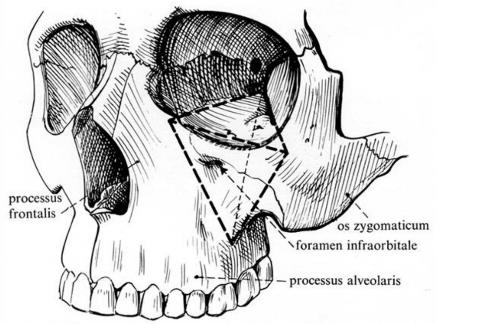 processus
frontalis
os zygomaticum
foramen infraorbitale
processus alveolaris